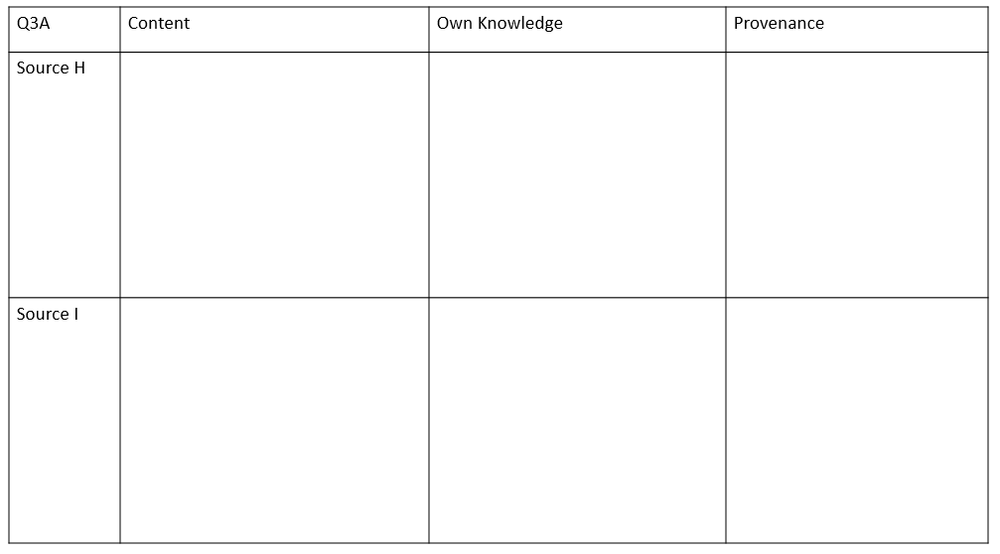 Q3A Content Own Knowledge Provenance
Source H
Source I